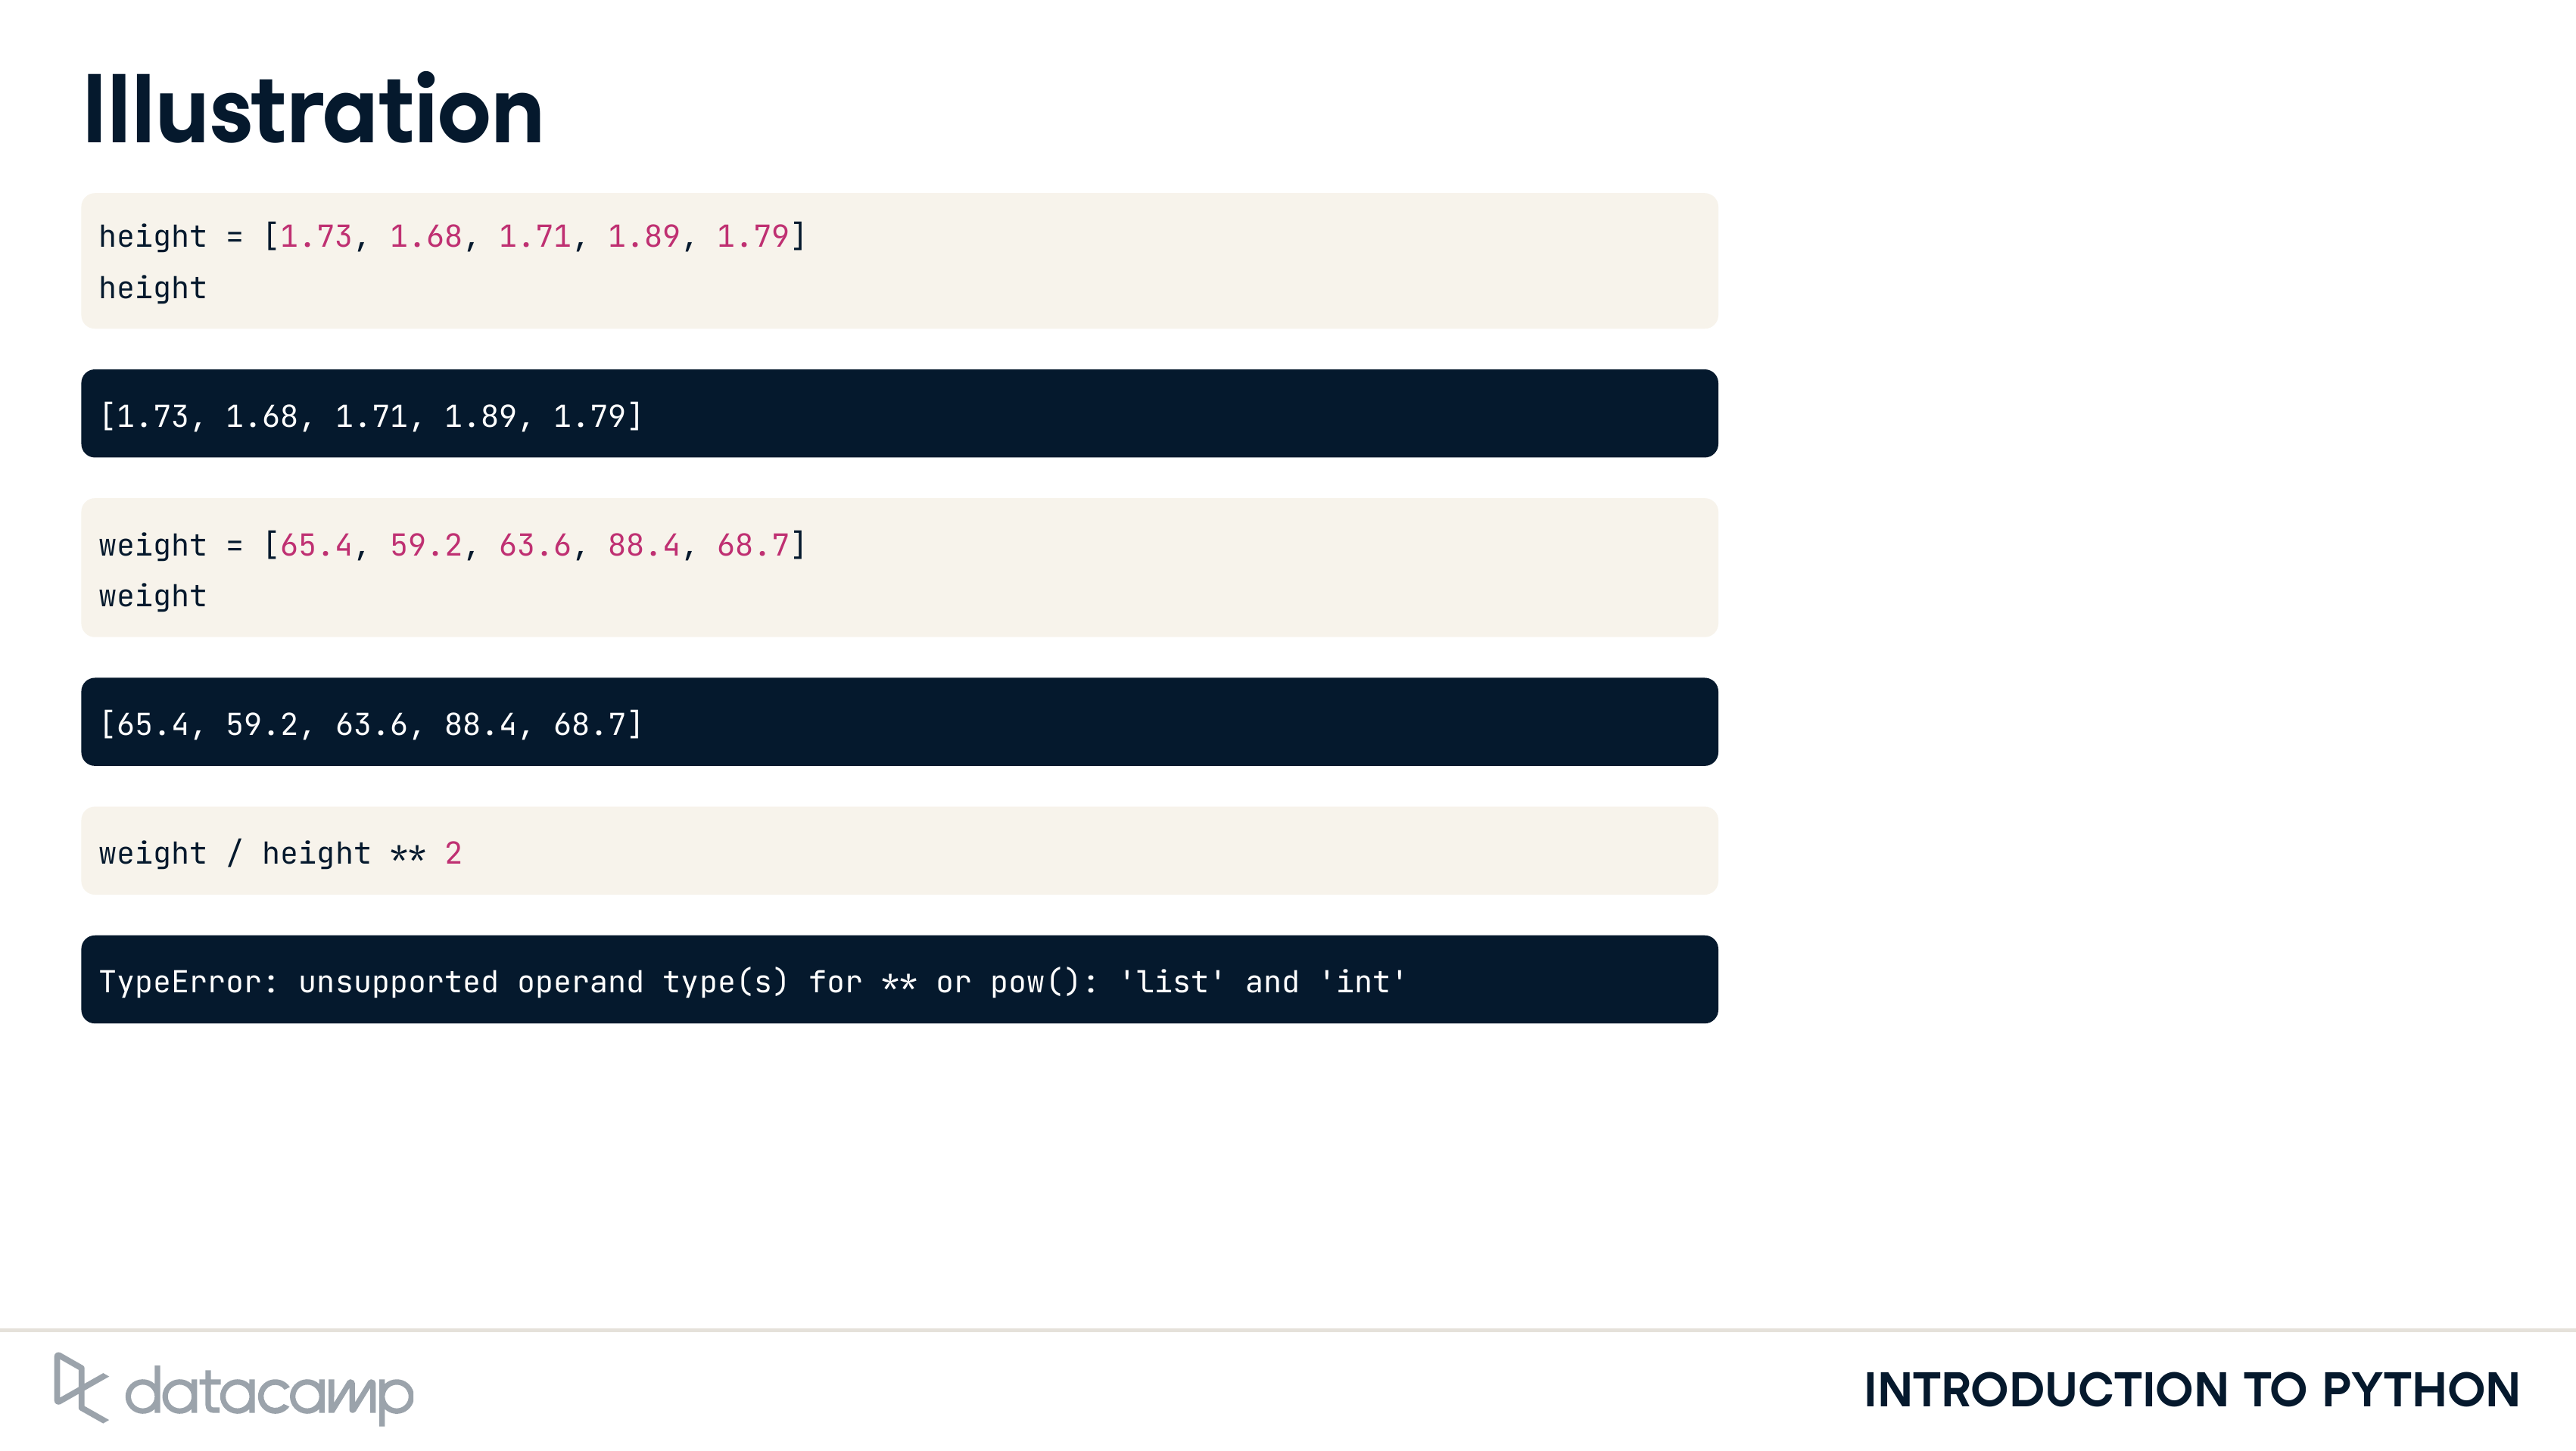 Illustration
height = [1.73, 1.68, 1.71, 1.89, 1.79]
height
[1.73, 1.68, 1.71, 1.89, 1.79]
weight = [65.4, 59.2, 63.6, 88.4, 68.7]
weight
[65.4, 59.2, 63.6, 88.4, 68.7]
weight / height ** 2
TypeError: unsupported operand type(s) for ** or pow(): 'list' and 'int'
datacamp
INTRODUCTION TO PYTHON